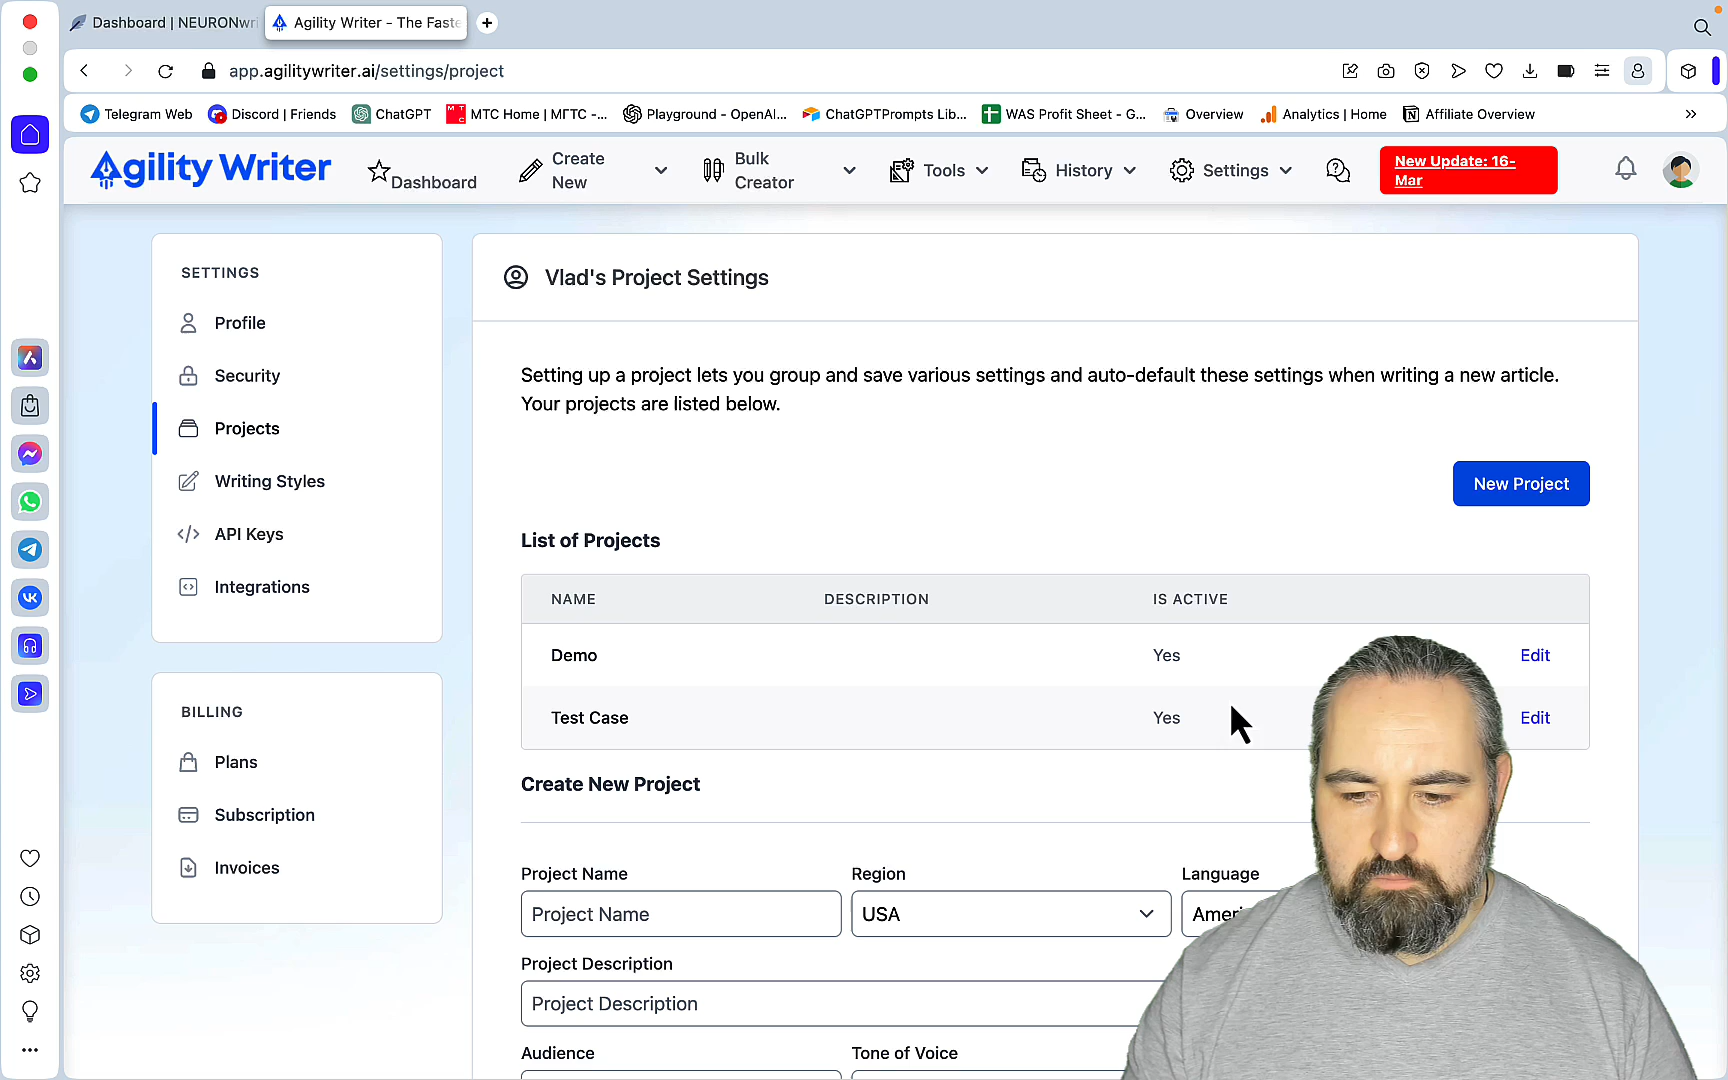 Dashboard | NEURONwri
Agility Writer - The Faste
app.agilitywriter.ai/settings/project
Telegram Web
Discord | Friends
ChatGPT
МТС Home | МГТС -...
Playground - OpenAI...
ChatGPTPrompts Lib...
WAS Profit Sheet - G...
Overview
Analytics | Home
Affiliate Overview
Agility Writer
Dashboard
Create New
Bulk Creator
Tools
History
Settings
New Update: 16-
Mar
SETTINGS
Profile
Security
Projects
Writing Styles
API Keys
Integrations
BILLING
Plans
Subscription
Invoices
Vlad's Project Settings
Setting up a project lets you group and save various settings and auto-default these settings when writing a new article.
Your projects are listed below.
New Project
List of Projects
NAME DESCRIPTION IS ACTIVE
Demo Yes Edit
Test Case Yes Edit
Create New Project
Project Name Region Language
Project Name USA Ameri
Project Description
Project Description
Audience Tone of Voice